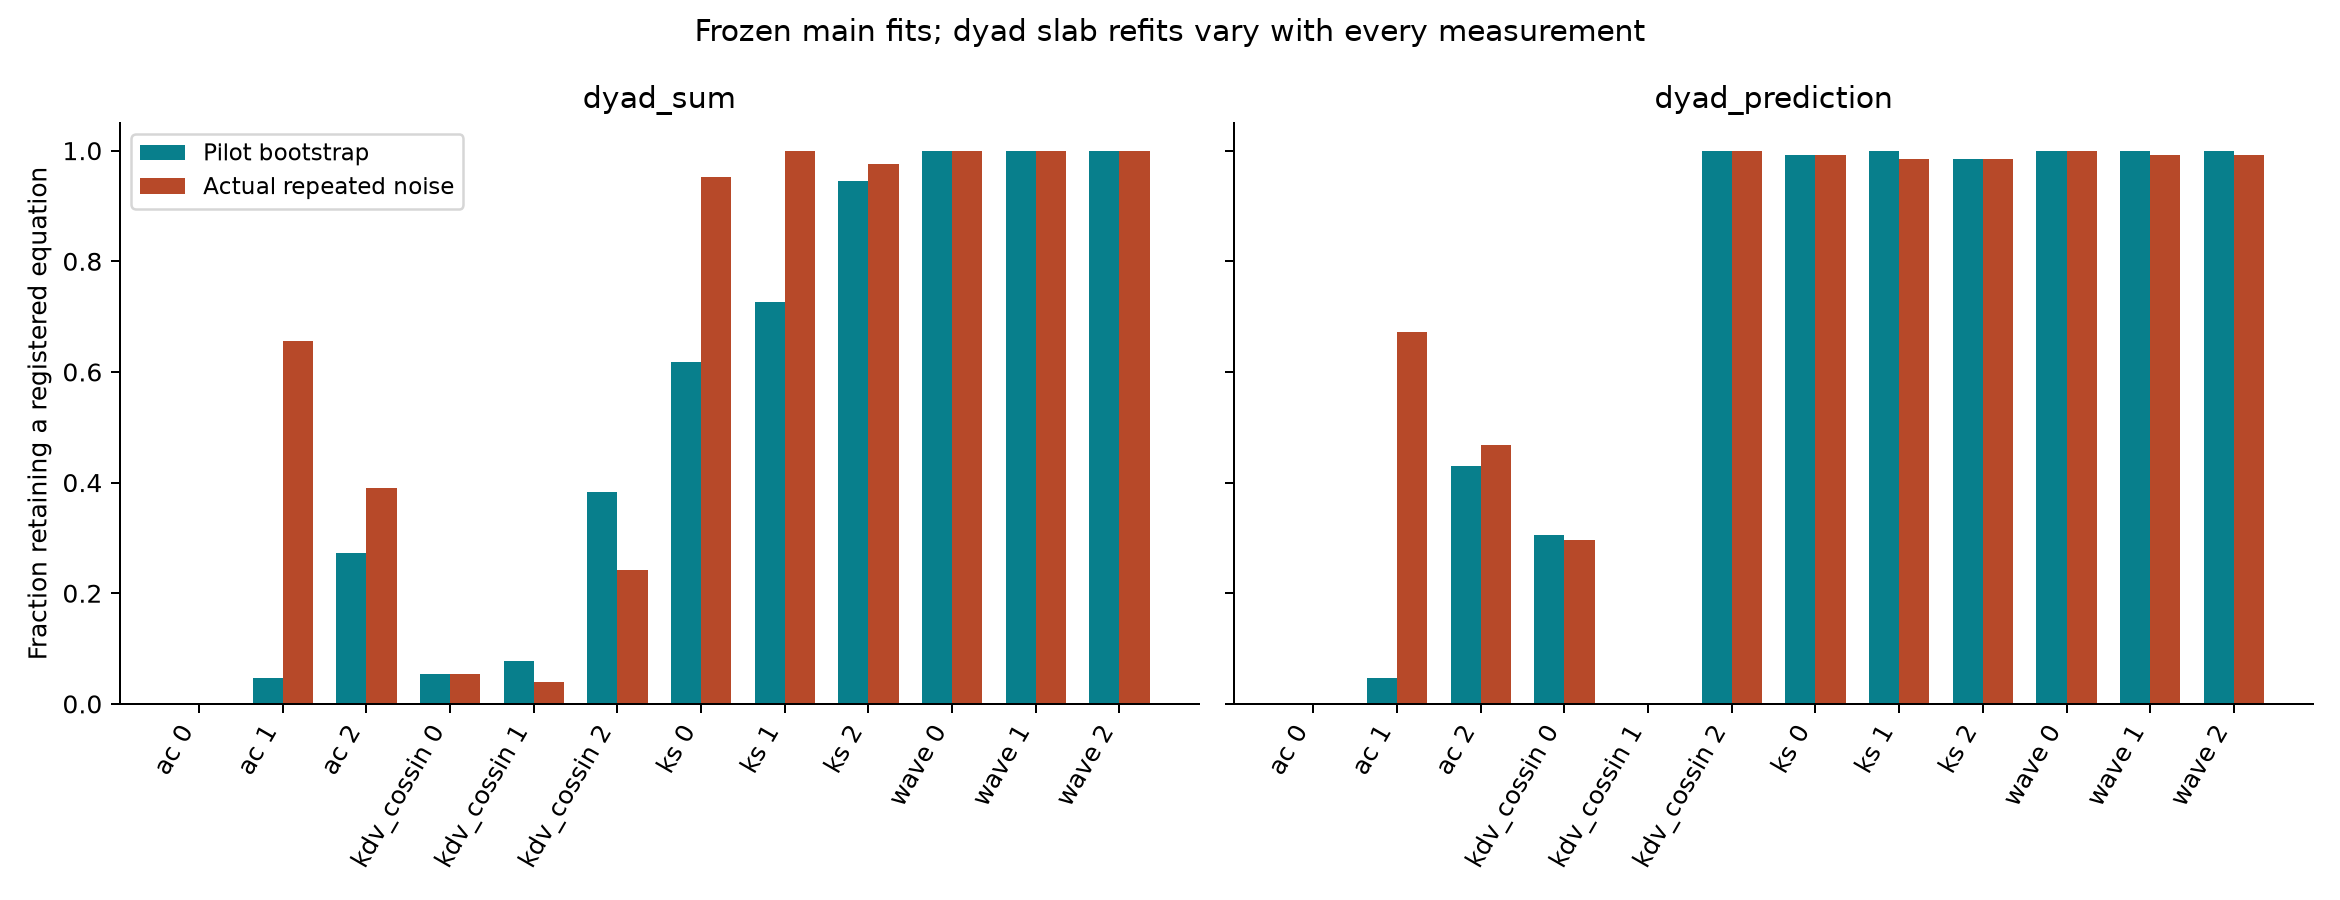 Frozen main fits; dyad slab refits vary with every measurement
dyad_sum
Fraction retaining a registered equation
1.0
0.8
0.6
0.4
0.2
0.0
Pilot bootstrap
Actual repeated noise
ac 0
ac 1
ac 2
kdv_cossin 0
kdv_cossin 1
kdv_cossin 2
ks 0
ks 1
ks 2
wave 0
wave 1
wave 2
dyad_prediction
ac 0
ac 1
ac 2
kdv_cossin 0
kdv_cossin 1
kdv_cossin 2
ks 0
ks 1
ks 2
wave 0
wave 1
wave 2